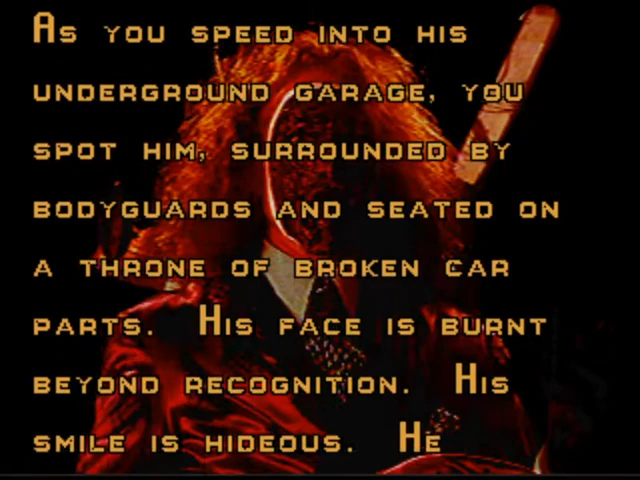 As you speed into his
underground garage, you
spot him, surrounded by
bodyguards and seated on
a throne of broken car
parts.  His face is burnt
beyond recognition.  His
smile is hideous.  He